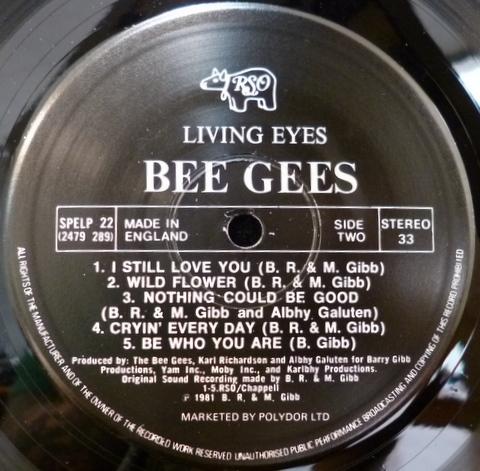 RSO
LIVING EYES
BEE GEES
SPELP 22
(2479 289)
MADE IN
ENGLAND
SIDE
TWO
STEREO
33
1. I STILL LOVE YOU (B. R. & M. Gibb)
2. WILD FLOWER (B. R. & M. Gibb)
3. NOTHING COULD BE GOOD
(B. R. & M. Gibb and Albhy Galuten)
4. CRYIN' EVERY DAY (B. R. & M. Gibb)
5. BE WHO YOU ARE (B. Gibb)
Produced by: The Bee Gees, Karl Richardson and Albhy Galuten for Barry Gibb
Productions, Yam Inc., Moby Inc., and Karlbhy Productions.
Original Sound Recording made by B. R. & M. Gibb
1-5.RSO/Chappell
℗ 1981 B. R. & M. Gibb
MARKETED BY POLYDOR LTD
ALL RIGHTS OF THE MANUFACTURER AND OF THE OWNER OF THE RECORDED WORK RESERVED UNAUTHORISED PUBLIC PERFORMANCE BROADCASTING AND COPYING OF THIS RECORD PROHIBITED